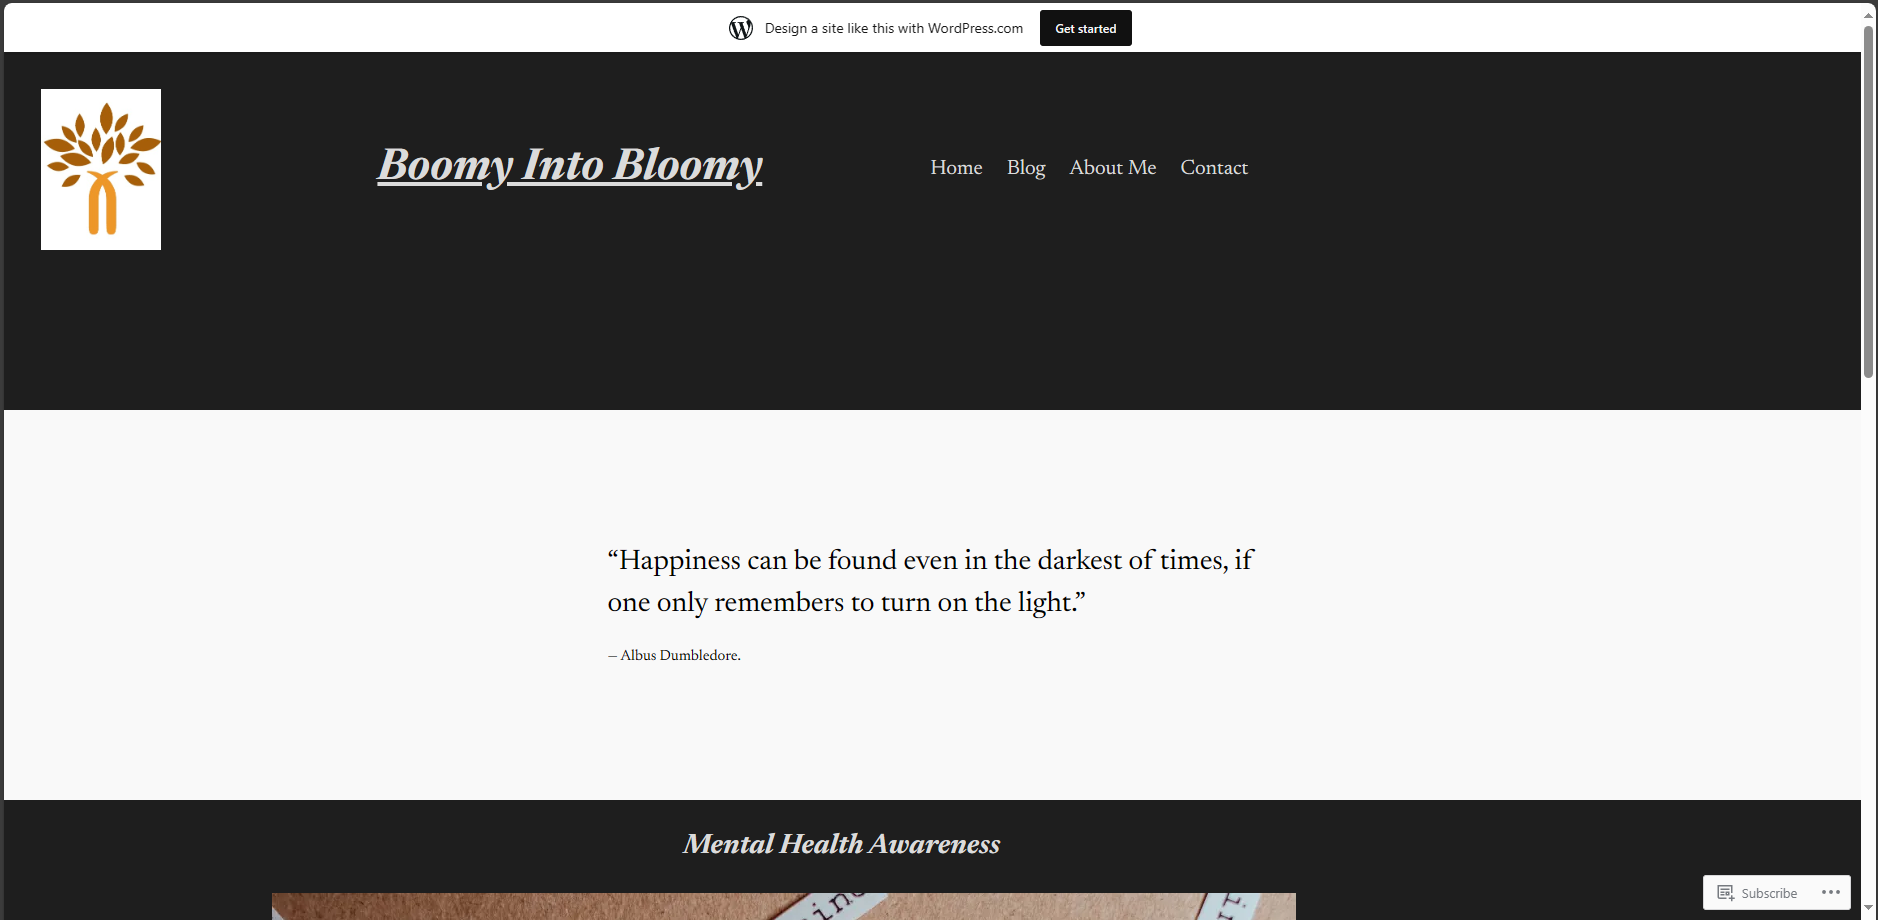 Design a site like this with WordPress.com
Get started
Boomy Into Bloomy
Home Blog About Me Contact
“Happiness can be found even in the darkest of times, if
one only remembers to turn on the light.”
– Albus Dumbledore.
Mental Health Awareness
Subscribe